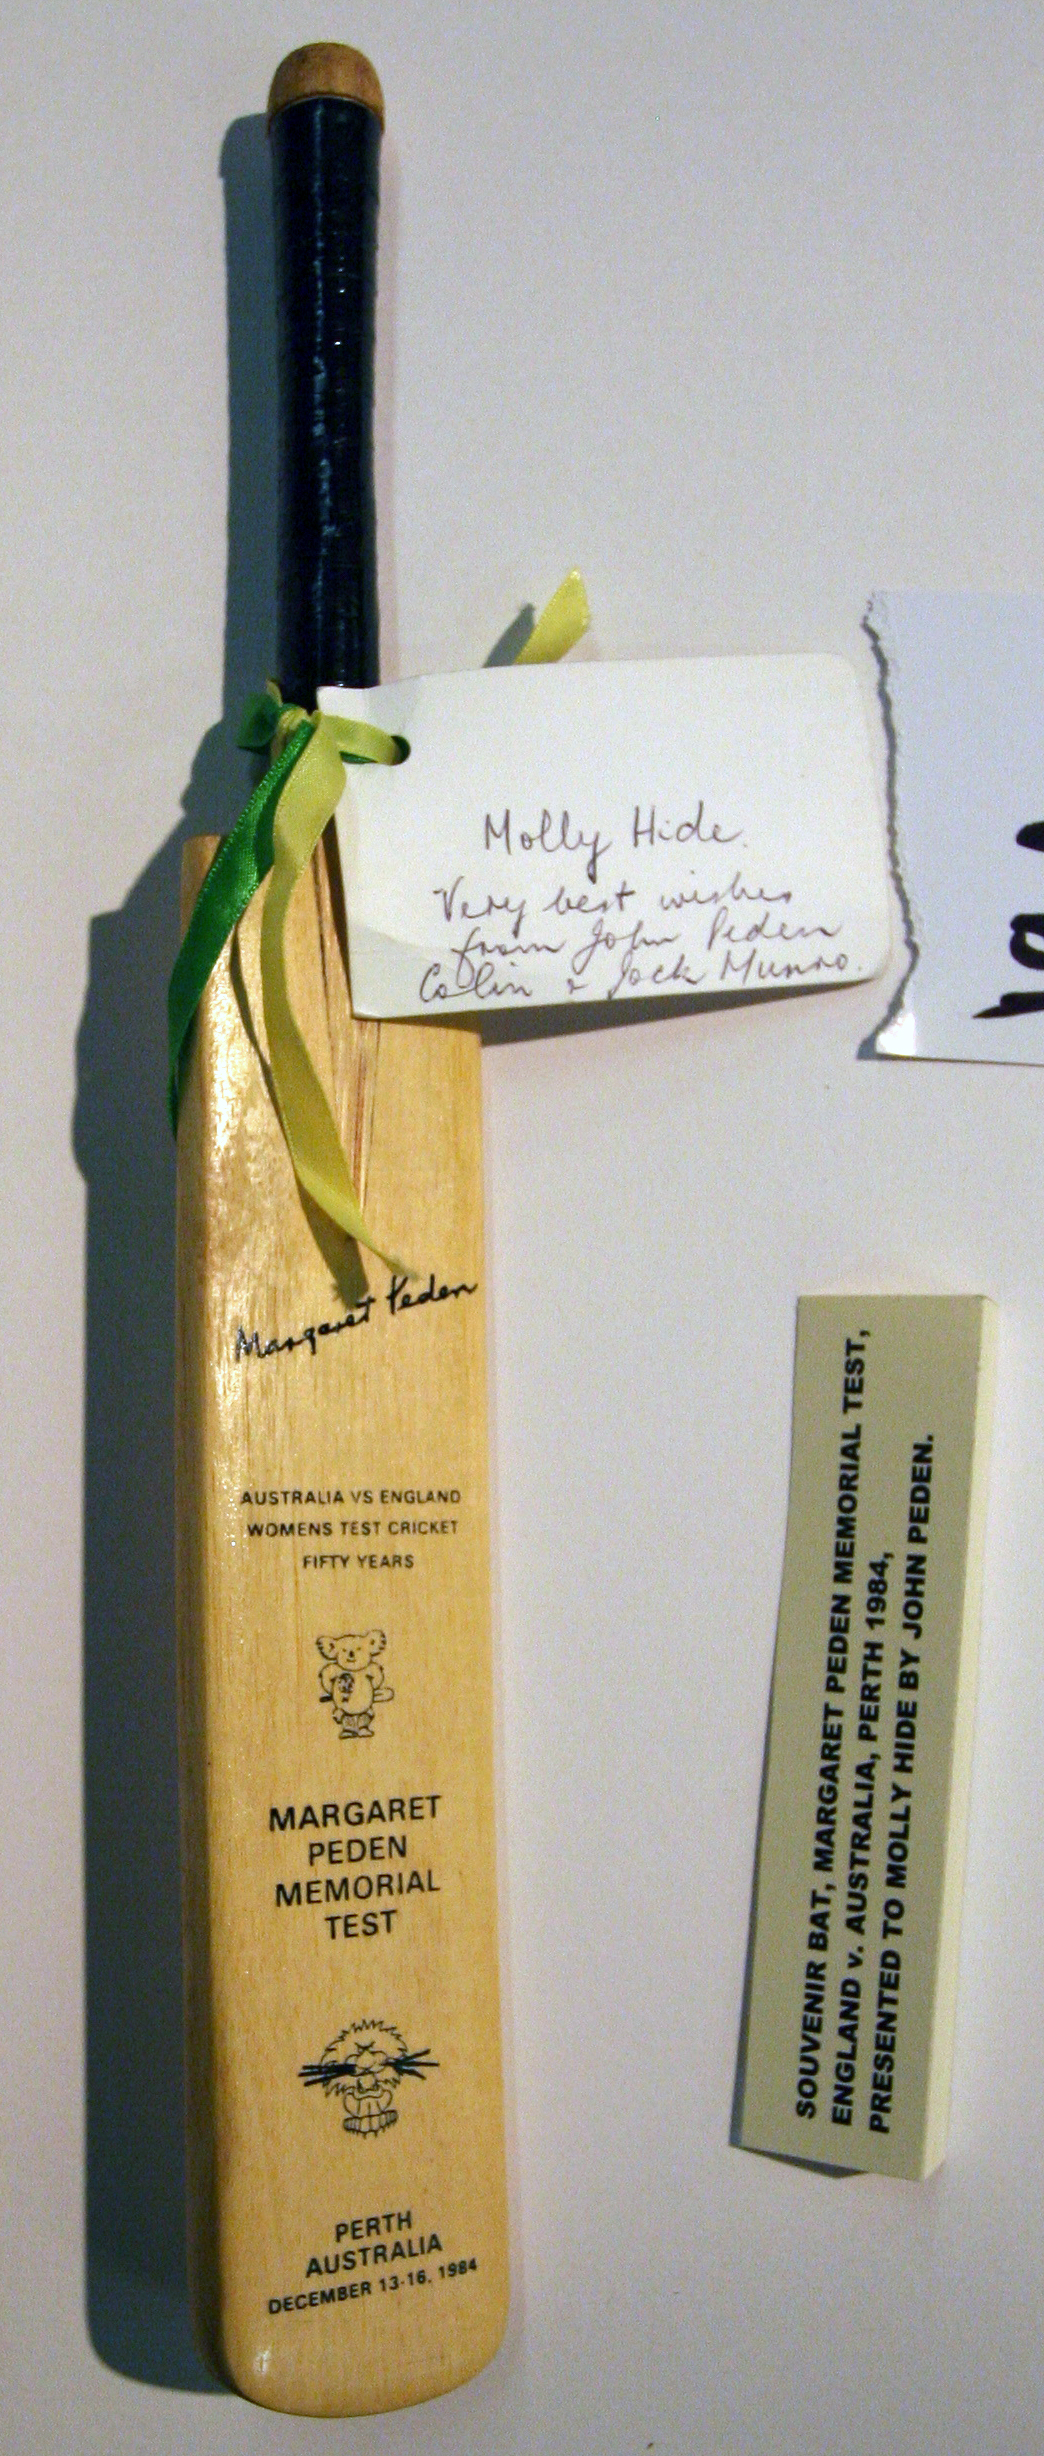 Molly Hide.
Very best wishes
from John Peden
Colin & Jock Munro.
Margaret Peden
AUSTRALIA VS ENGLAND
WOMENS TEST CRICKET
FIFTY YEARS
MARGARET
PEDEN
MEMORIAL
TEST
PERTH
AUSTRALIA
DECEMBER 13-16, 1984
SOUVENIR BAT, MARGARET PEDEN MEMORIAL TEST,
ENGLAND v. AUSTRALIA, PERTH 1984,
PRESENTED TO MOLLY HIDE BY JOHN PEDEN.